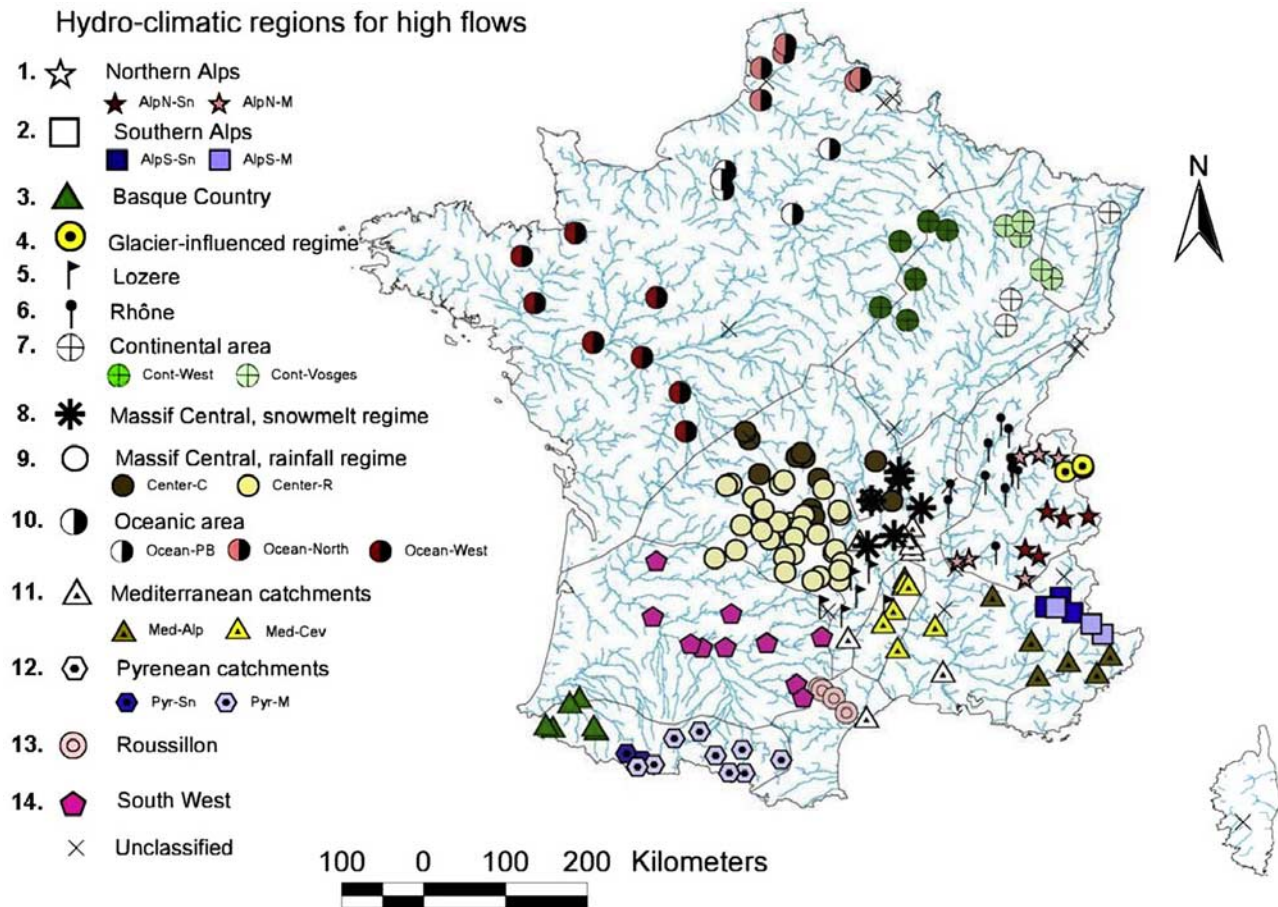 Hydro-climatic regions for high flows
1. Northern Alps
AlpN-Sn AlpN-M
2. Southern Alps
AlpS-Sn AlpS-M
3. Basque Country
4. Glacier-influenced regime
5. Lozere
6. Rhône
7. Continental area
Cont-West Cont-Vosges
8. Massif Central, snowmelt regime
9. Massif Central, rainfall regime
Center-C Center-R
10. Oceanic area
Ocean-PB Ocean-North Ocean-West
11. Mediterranean catchments
Med-Alp Med-Cev
12. Pyrenean catchments
Pyr-Sn Pyr-M
13. Roussillon
14. South West
Unclassified
N
100 0 100 200 Kilometers